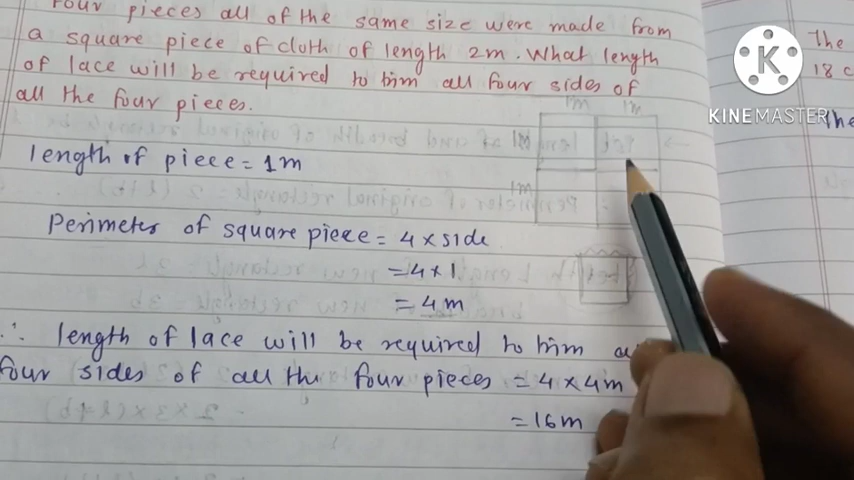 Four pieces all of the same size were made from
a square piece of cloth of length 2m. What length
of lace will be required to trim all four sides of
all the four pieces.
1m 1m
1m
1m
length of piece = 1m
Perimeter of square piece = 4 × side
= 4 × 1
= 4 m
∴ length of lace will be required to trim
four sides of all the four pieces = 4 × 4m
= 16m
The
18 c
The
K
KINEMASTER